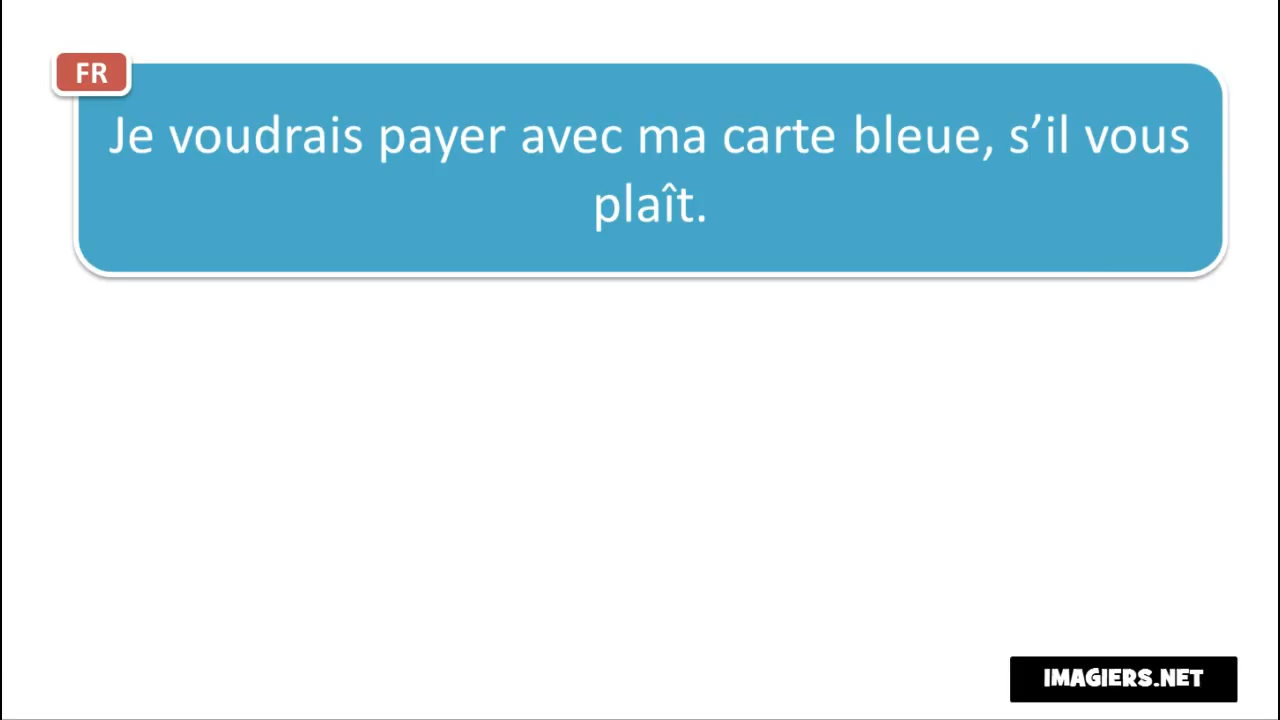 FR
Je voudrais payer avec ma carte bleue, s’il vous
plaît.
IMAGIERS.NET